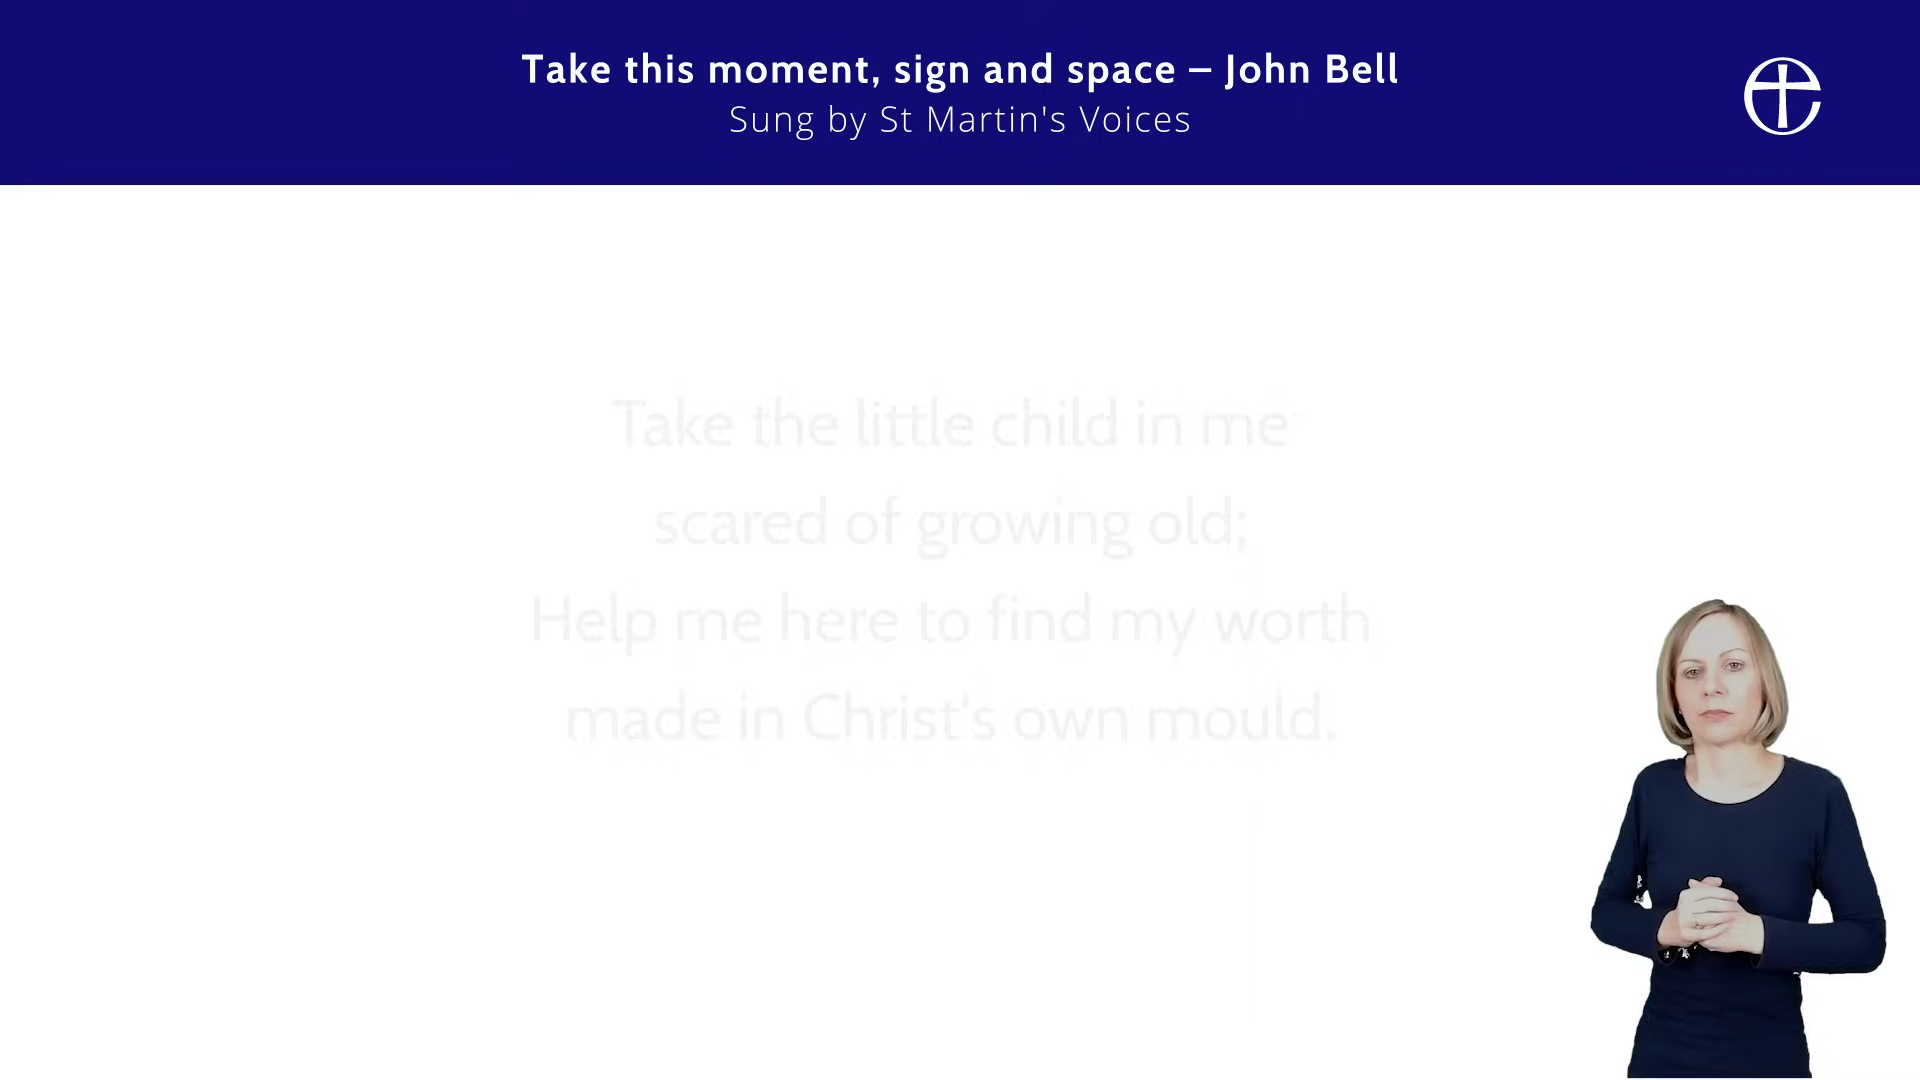 Take this moment, sign and space – John Bell
Sung by St Martin's Voices
Take the little child in me
scared of growing old;
Help me here to find my worth
made in Christ's own mould.